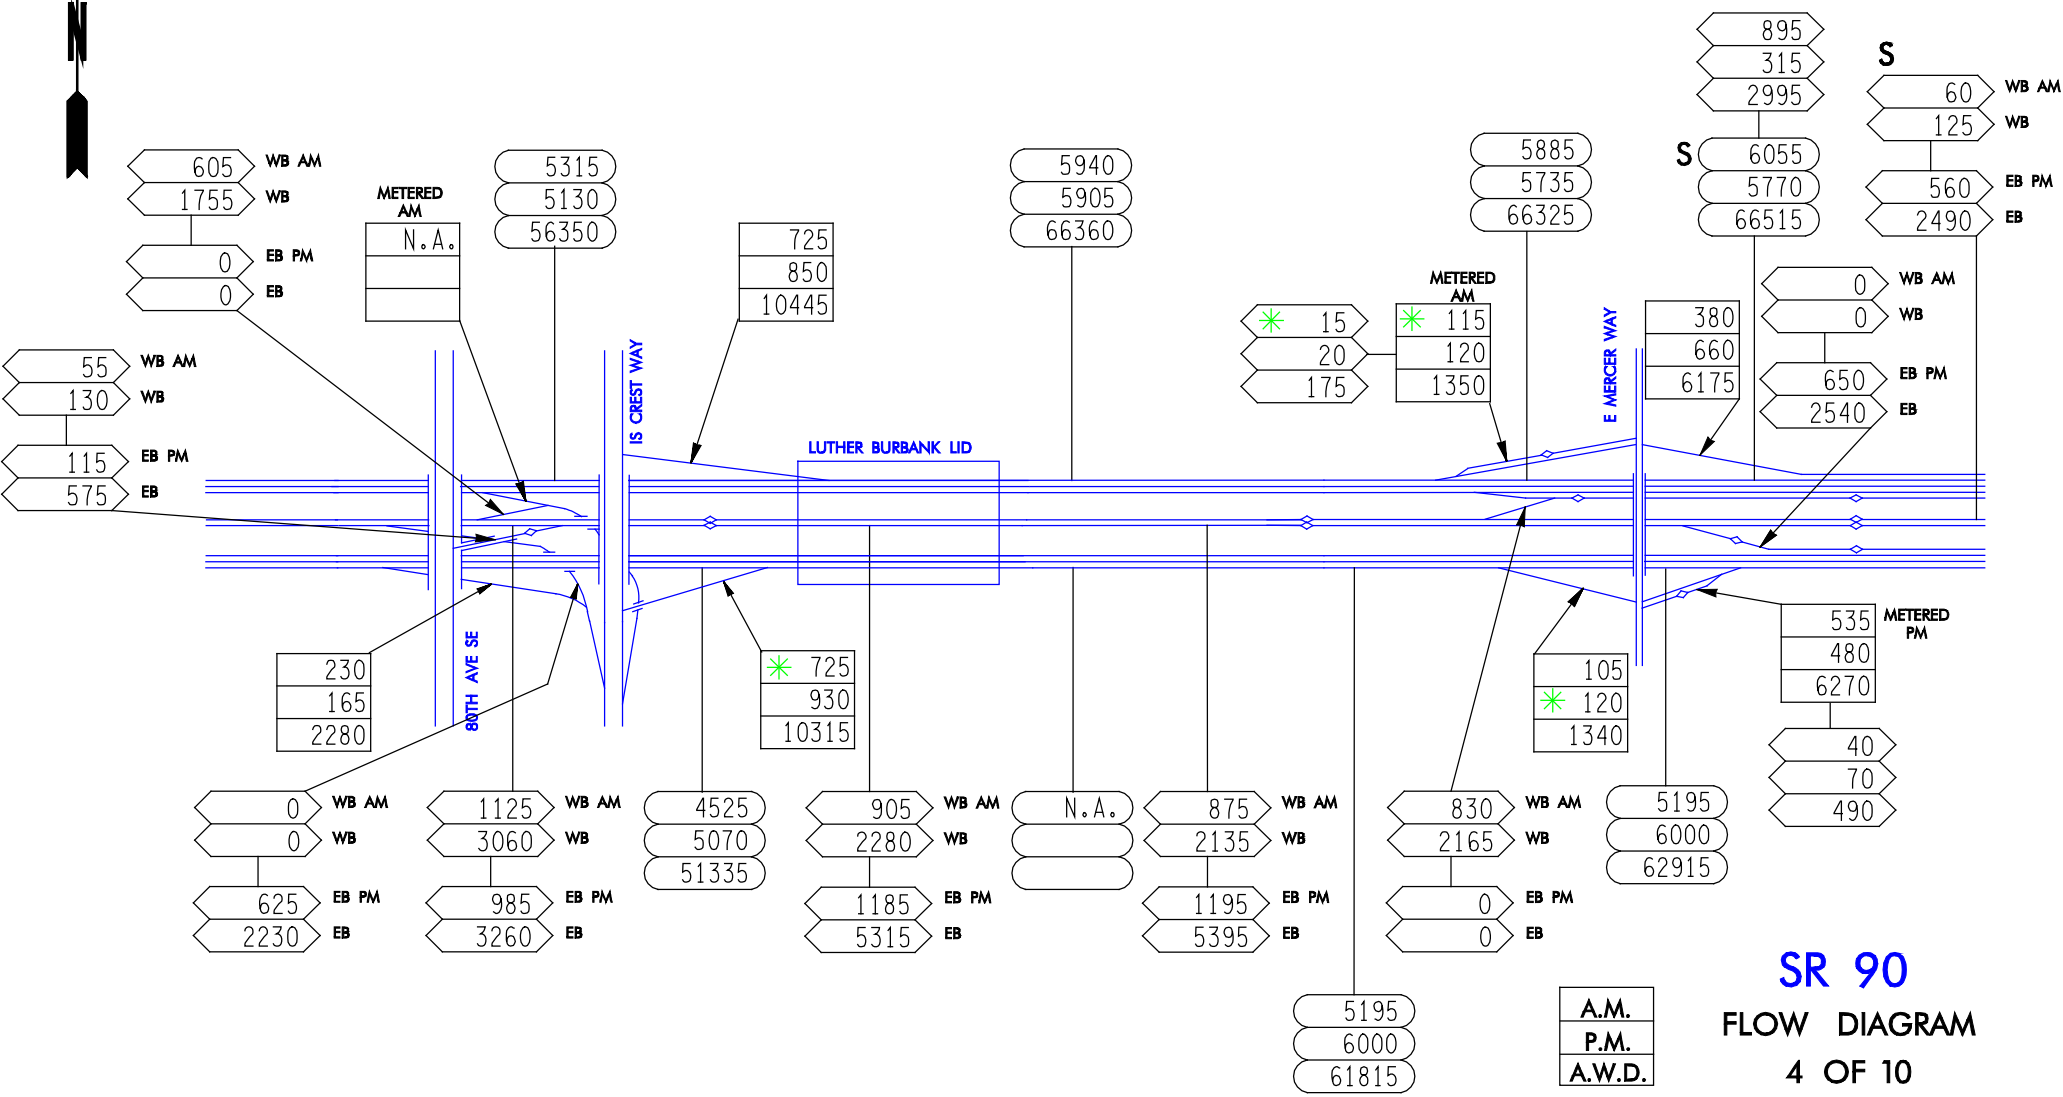 N
895
315
2995
S
60 WB AM
125 WB
560 EB PM
2490 EB
S
6055
5770
66515
605 WB AM
1755 WB
0 EB PM
0 EB
METERED
AM
N.A.
5315
5130
56350
725
850
10445
5940
5905
66360
5885
5735
66325
METERED
AM
15
20
175
115
120
1350
E MERCER WAY
380
660
6175
0 WB AM
0 WB
650 EB PM
2540 EB
55 WB AM
130 WB
115 EB PM
575 EB
IS CREST WAY
LUTHER BURBANK LID
80TH AVE SE
230
165
2280
725
930
10315
105
120
1340
535
480
6270
METERED
PM
40
70
490
0 WB AM
0 WB
625 EB PM
2230 EB
1125 WB AM
3060 WB
985 EB PM
3260 EB
4525
5070
51335
905 WB AM
2280 WB
1185 EB PM
5315 EB
N.A.
875 WB AM
2135 WB
1195 EB PM
5395 EB
830 WB AM
2165 WB
0 EB PM
0 EB
5195
6000
62915
5195
6000
61815
A.M.
P.M.
A.W.D.
SR 90
FLOW DIAGRAM
4 OF 10